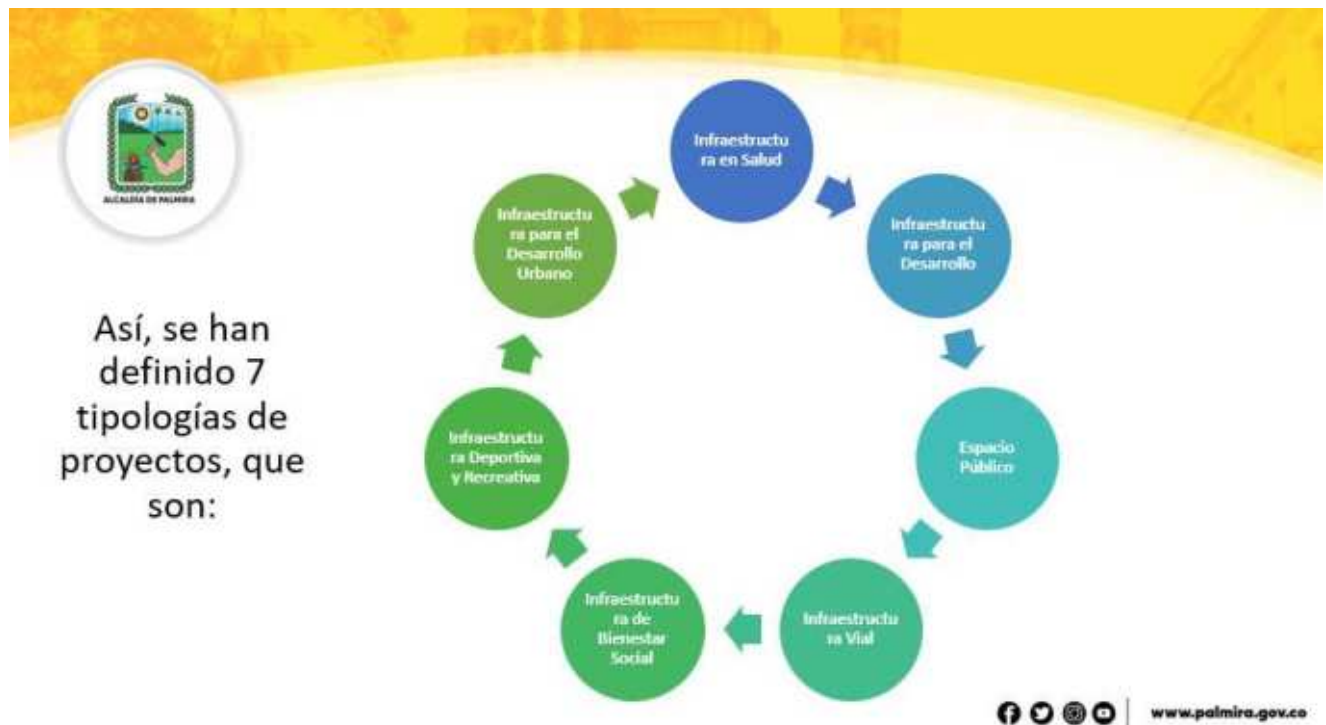 ALCALDÍA DE PALMIRA
Así, se han
definido 7
tipologías de
proyectos, que
son:
Infraestructu
ra en Salud
Infraestructu
ra para el
Desarrollo
Espacio
Público
Infraestructu
ra Vial
Infraestructu
ra de
Bienestar
Social
Infraestructu
ra Deportiva
y Recreativa
Infraestructu
ra para el
Desarrollo
Urbano
www.palmira.gov.co